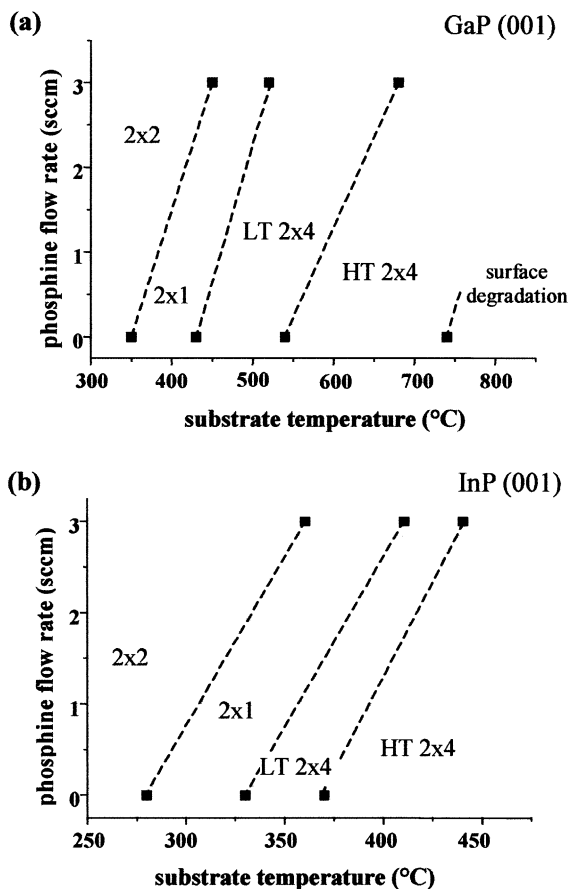 (a)
GaP (001)
phosphine flow rate (sccm)
3
2
1
0
2x2
2x1
LT 2x4
HT 2x4
surface
degradation
300 400 500 600 700 800
substrate temperature (°C)
(b)
InP (001)
phosphine flow rate (sccm)
3
2
1
0
2x2
2x1
LT 2x4
HT 2x4
250 300 350 400 450
substrate temperature (°C)